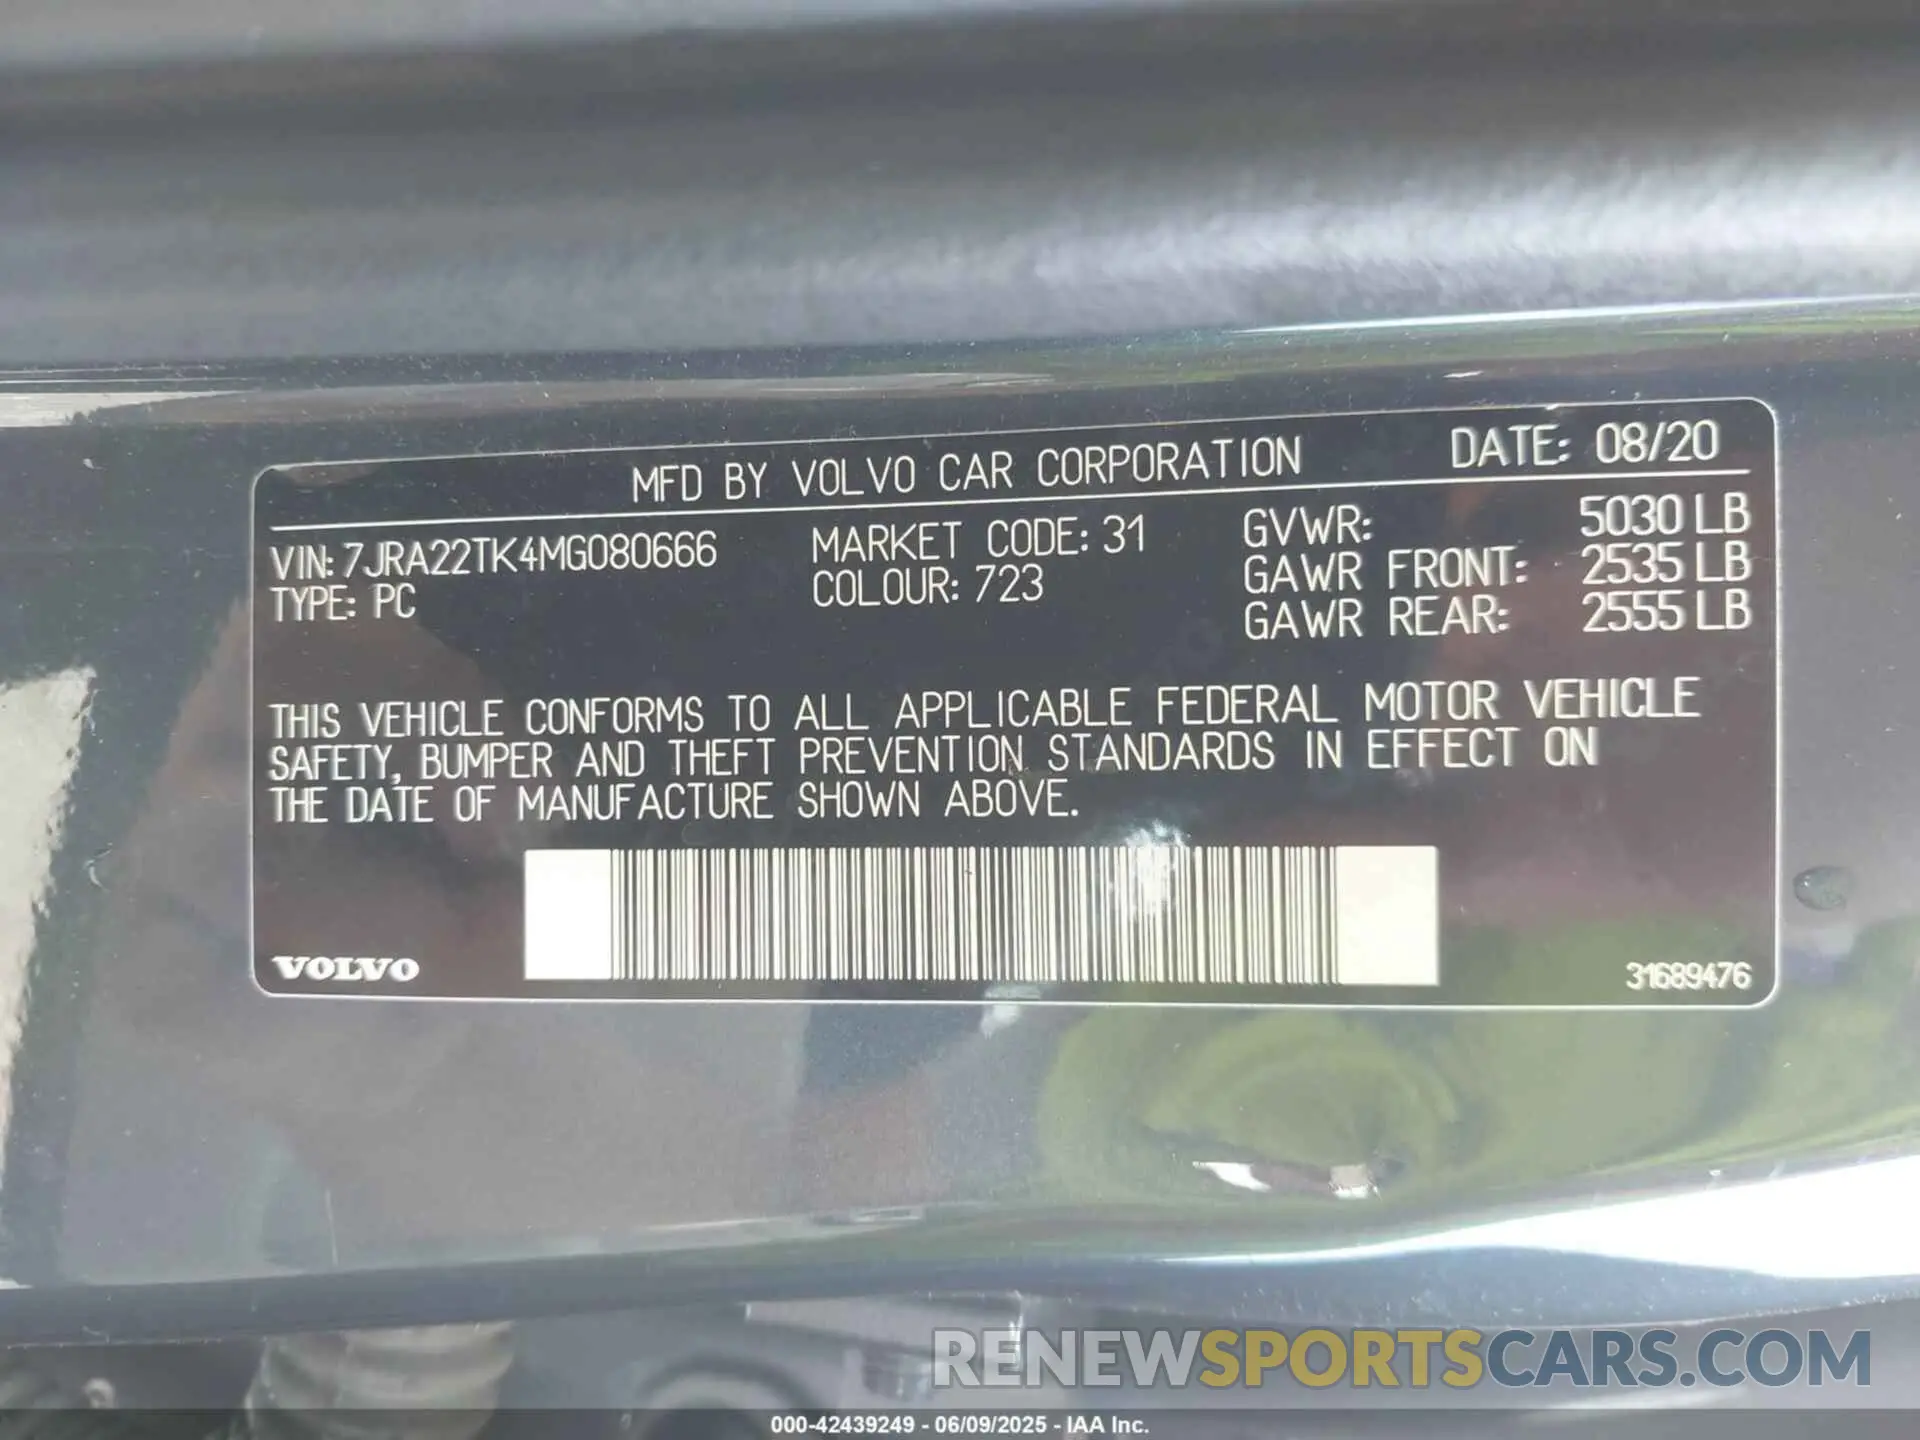 MFD BY VOLVO CAR CORPORATION DATE: 08/20
VIN: 7JRA22TK4MG080666 MARKET CODE: 31 GVWR: 5030 LB
TYPE: PC COLOUR: 723 GAWR FRONT: 2535 LB
GAWR REAR: 2555 LB
THIS VEHICLE CONFORMS TO ALL APPLICABLE FEDERAL MOTOR VEHICLE
SAFETY, BUMPER AND THEFT PREVENTION STANDARDS IN EFFECT ON
THE DATE OF MANUFACTURE SHOWN ABOVE.
VOLVO 31689476
RENEWSPORTSCARS.COM
000-42439249 - 06/09/2025 - IAA Inc.